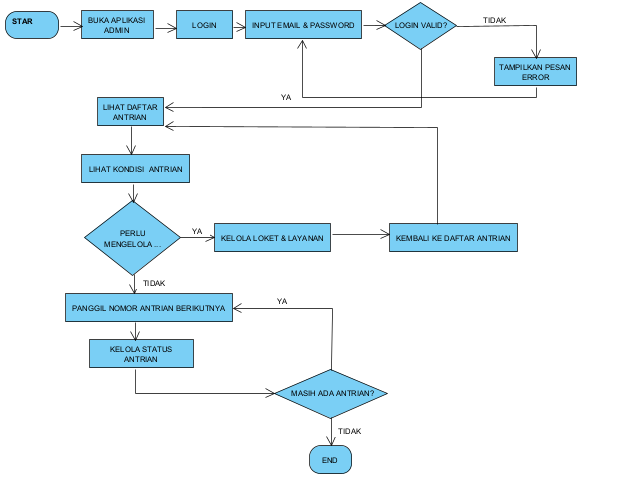 STAR
BUKA APLIKASI
ADMIN
LOGIN
INPUT EMAIL & PASSWORD
LOGIN VALID?
TIDAK
TAMPILKAN PESAN
ERROR
YA
LIHAT DAFTAR
ANTRIAN
LIHAT KONDISI ANTRIAN
PERLU
MENGELOLA ...
YA
KELOLA LOKET & LAYANAN
KEMBALI KE DAFTAR ANTRIAN
TIDAK
PANGGIL NOMOR ANTRIAN BERIKUTNYA
YA
KELOLA STATUS
ANTRIAN
MASIH ADA ANTRIAN?
TIDAK
END